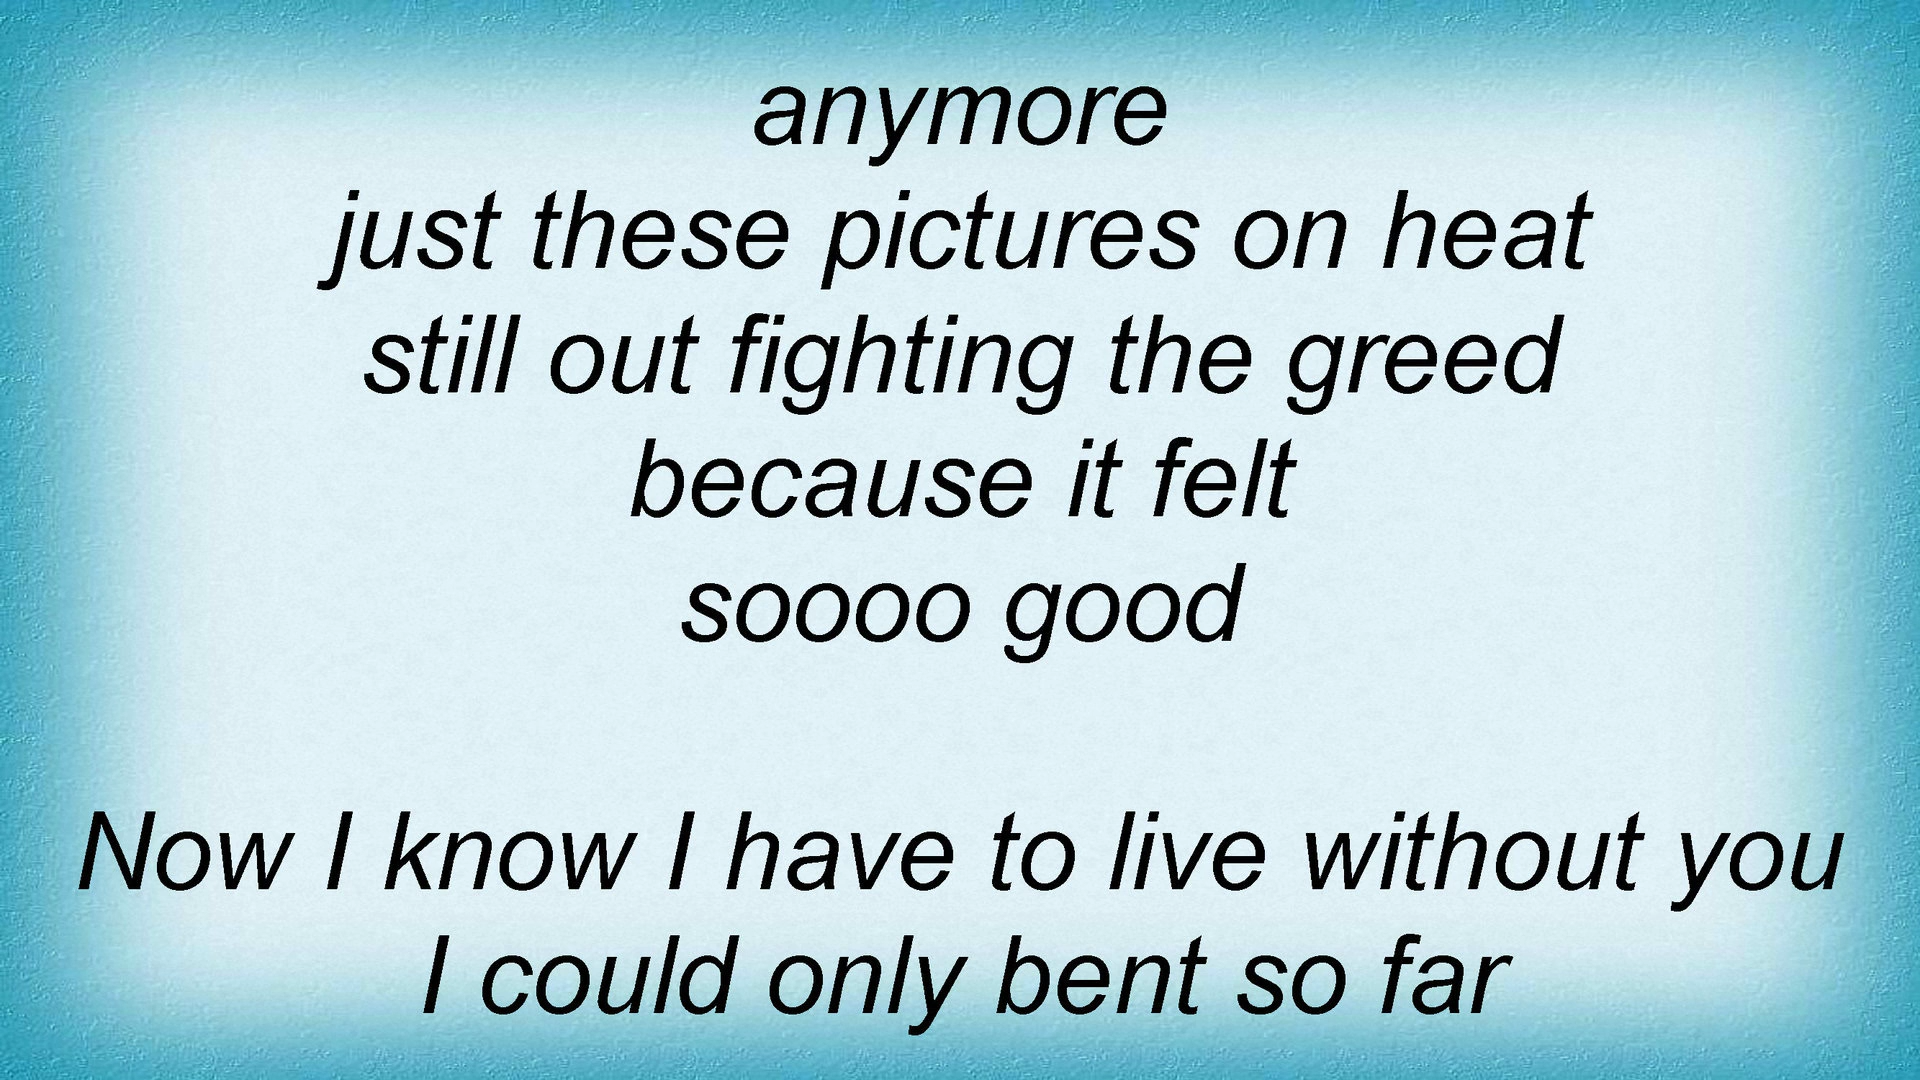 anymore
just these pictures on heat
still out fighting the greed
because it felt
soooo good
Now I know I have to live without you
I could only bent so far